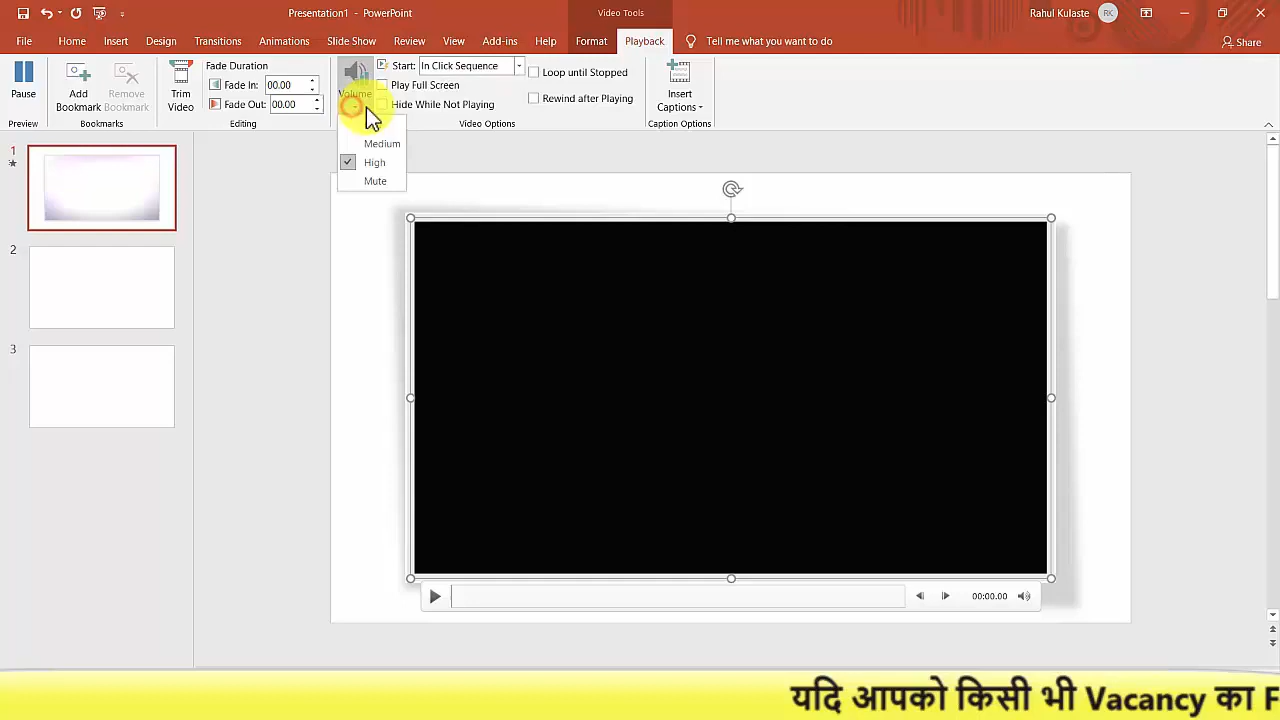 Presentation1 - PowerPoint
Video Tools
Rahul Kulaste
RK
File Home Insert Design Transitions Animations Slide Show Review View Add-ins Help Format Playback Tell me what you want to do Share
Pause
Preview
Add Bookmark
Remove Bookmark
Bookmarks
Trim Video
Fade Duration
Fade In: 00.00
Fade Out: 00.00
Editing
Volume
Start: In Click Sequence
Play Full Screen
Hide While Not Playing
Loop until Stopped
Rewind after Playing
Video Options
Insert Captions
Caption Options
Medium
High
Mute
1
2
3
00:00.00
यदि आपको किसी भी Vacancy का F